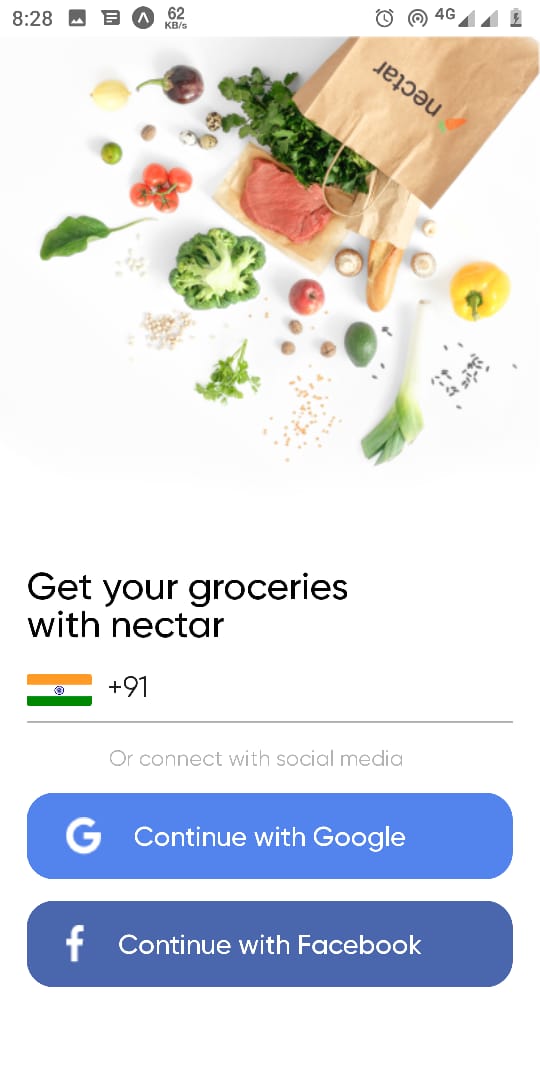 8:28
62
KB/s
4G
nectar
Get your groceries
with nectar
+91
Or connect with social media
G Continue with Google
f Continue with Facebook